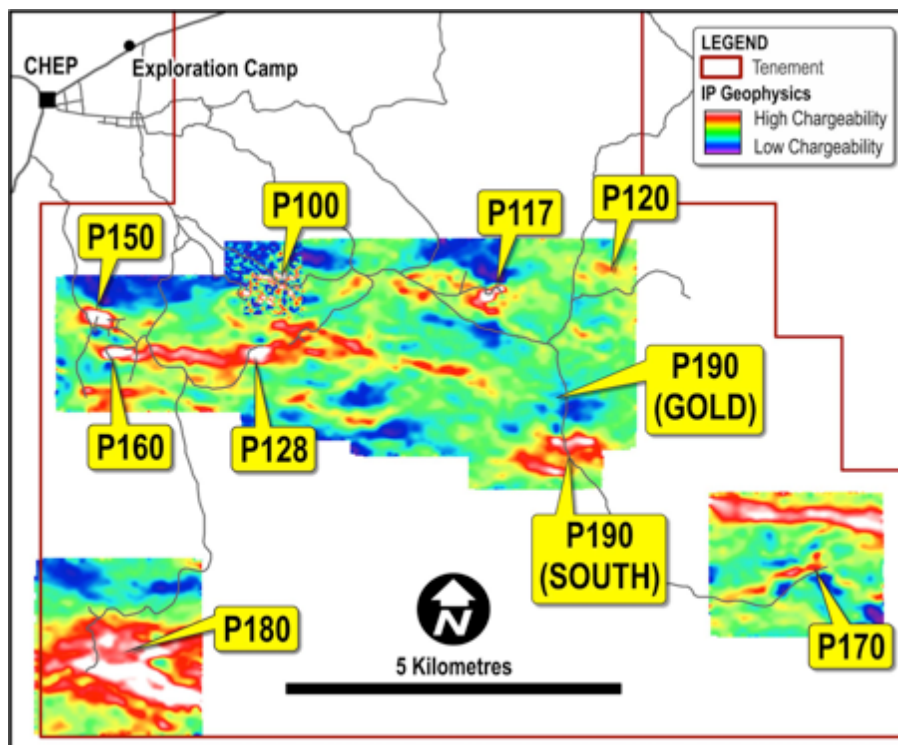 CHEP
Exploration Camp
LEGEND
Tenement
IP Geophysics
High Chargeability
Low Chargeability
P100
P117
P120
P150
P190
(GOLD)
P160
P128
P190
(SOUTH)
N
P180
P170
5 Kilometres